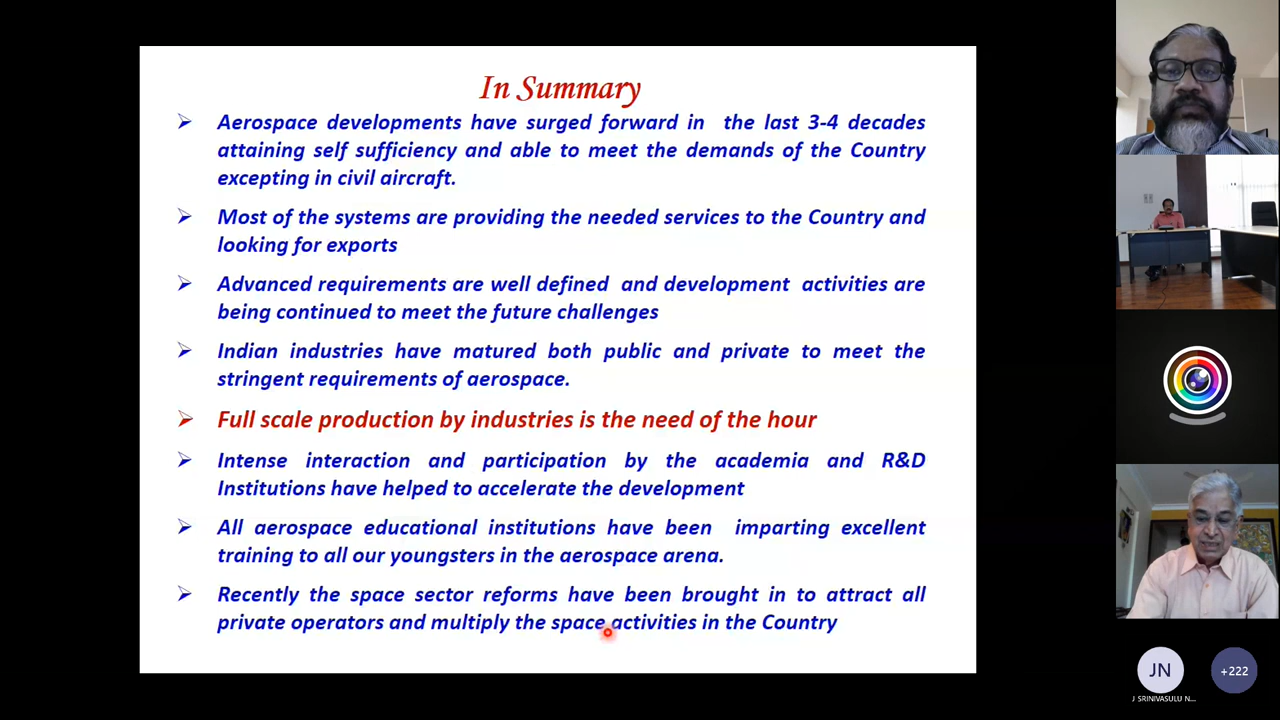 In Summary
Aerospace developments have surged forward in the last 3-4 decades
attaining self sufficiency and able to meet the demands of the Country
excepting in civil aircraft.
Most of the systems are providing the needed services to the Country and
looking for exports
Advanced requirements are well defined and development activities are
being continued to meet the future challenges
Indian industries have matured both public and private to meet the
stringent requirements of aerospace.
Full scale production by industries is the need of the hour
Intense interaction and participation by the academia and R&D
Institutions have helped to accelerate the development
All aerospace educational institutions have been imparting excellent
training to all our youngsters in the aerospace arena.
Recently the space sector reforms have been brought in to attract all
private operators and multiply the space activities in the Country
JN
+222
J SRINIVASULU N...